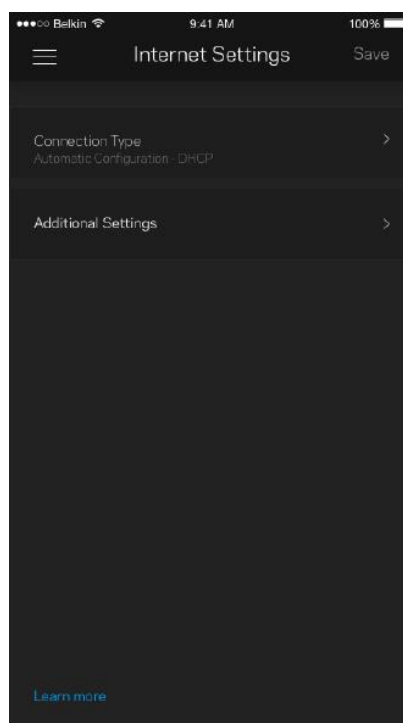 Belkin 9:41 AM 100%
Internet Settings Save
Connection Type
Automatic Configuration - DHCP
Additional Settings
Learn more